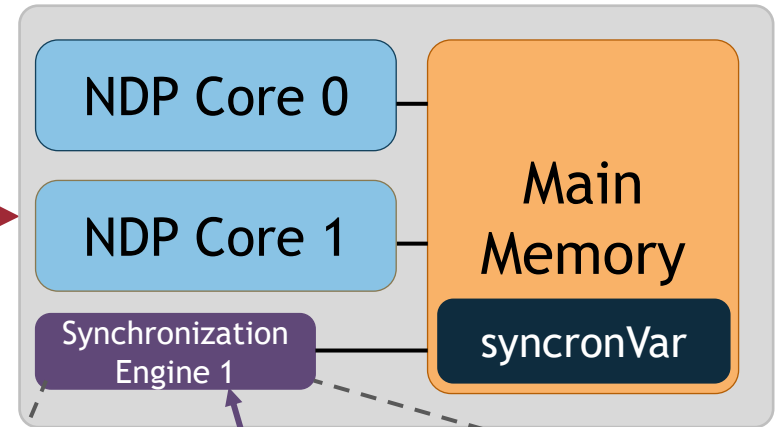 NDP Core 0
NDP Core 1
Main
Memory
Synchronization
Engine 1
syncronVar